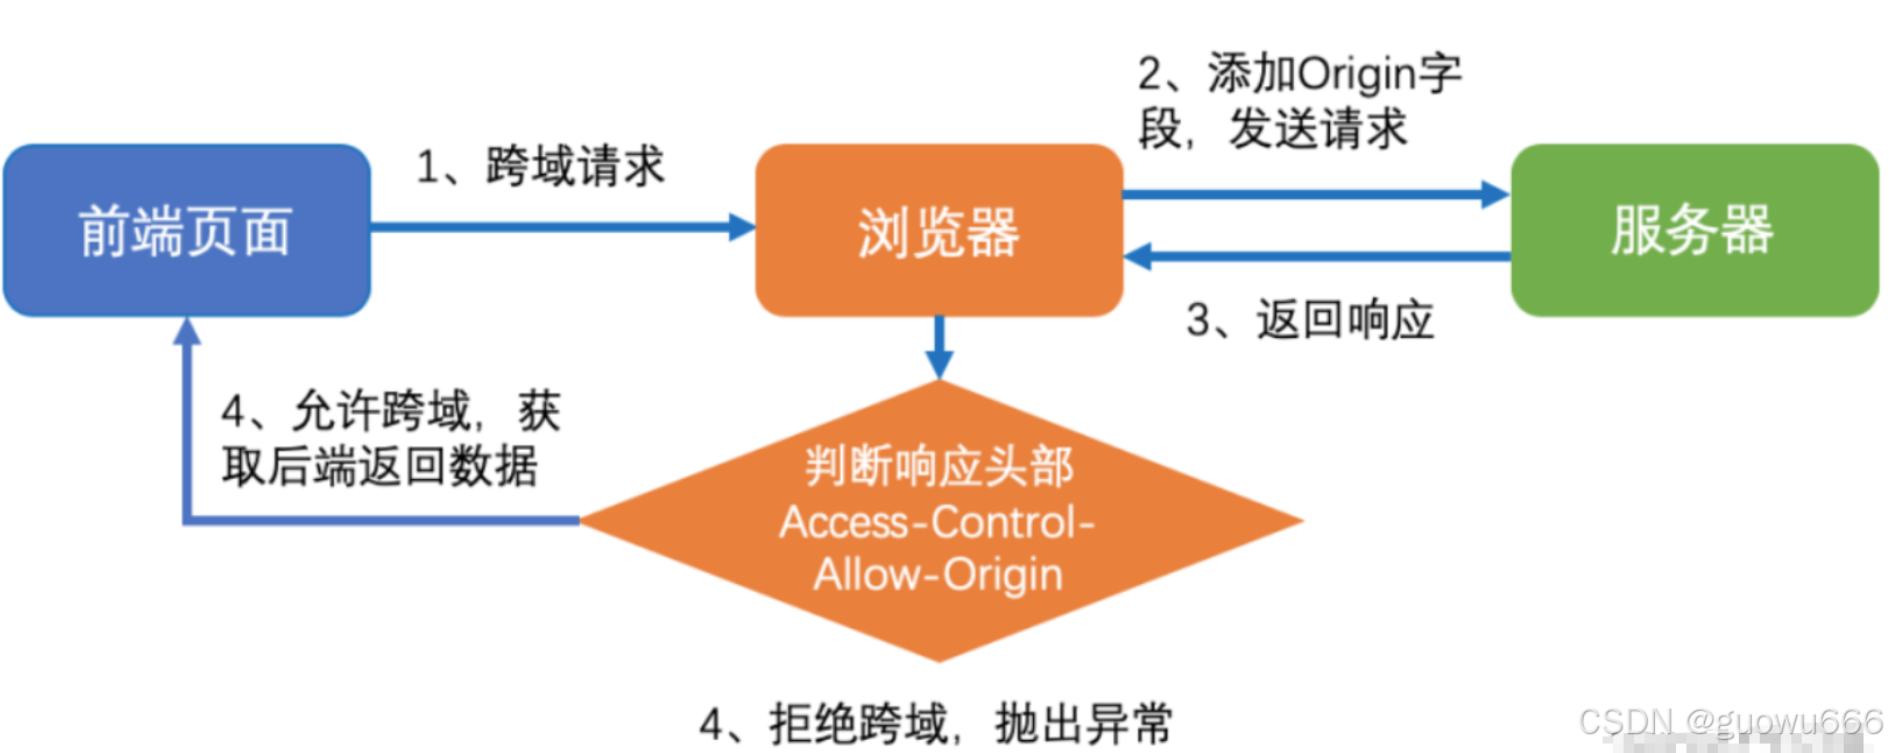 2、添加Origin字
段，发送请求
1、跨域请求
前端页面
浏览器
服务器
3、返回响应
4、允许跨域，获
取后端返回数据
判断响应头部
Access-Control-
Allow-Origin
4、拒绝跨域，抛出异常
CSDN @guowu666